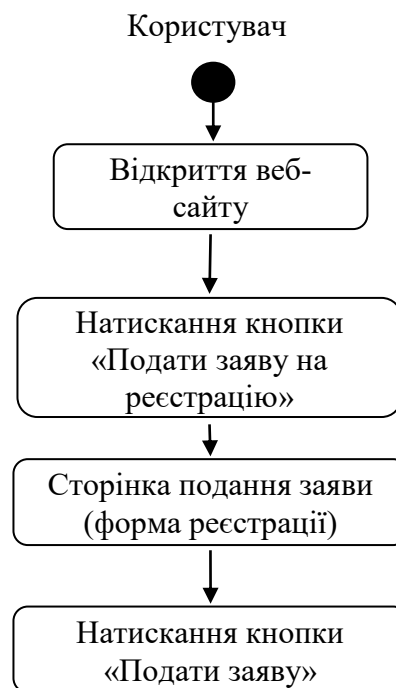 Користувач
Відкриття веб-
сайту
Натискання кнопки
«Подати заяву на
реєстрацію»
Сторінка подання заяви
(форма реєстрації)
Натискання кнопки
«Подати заяву»